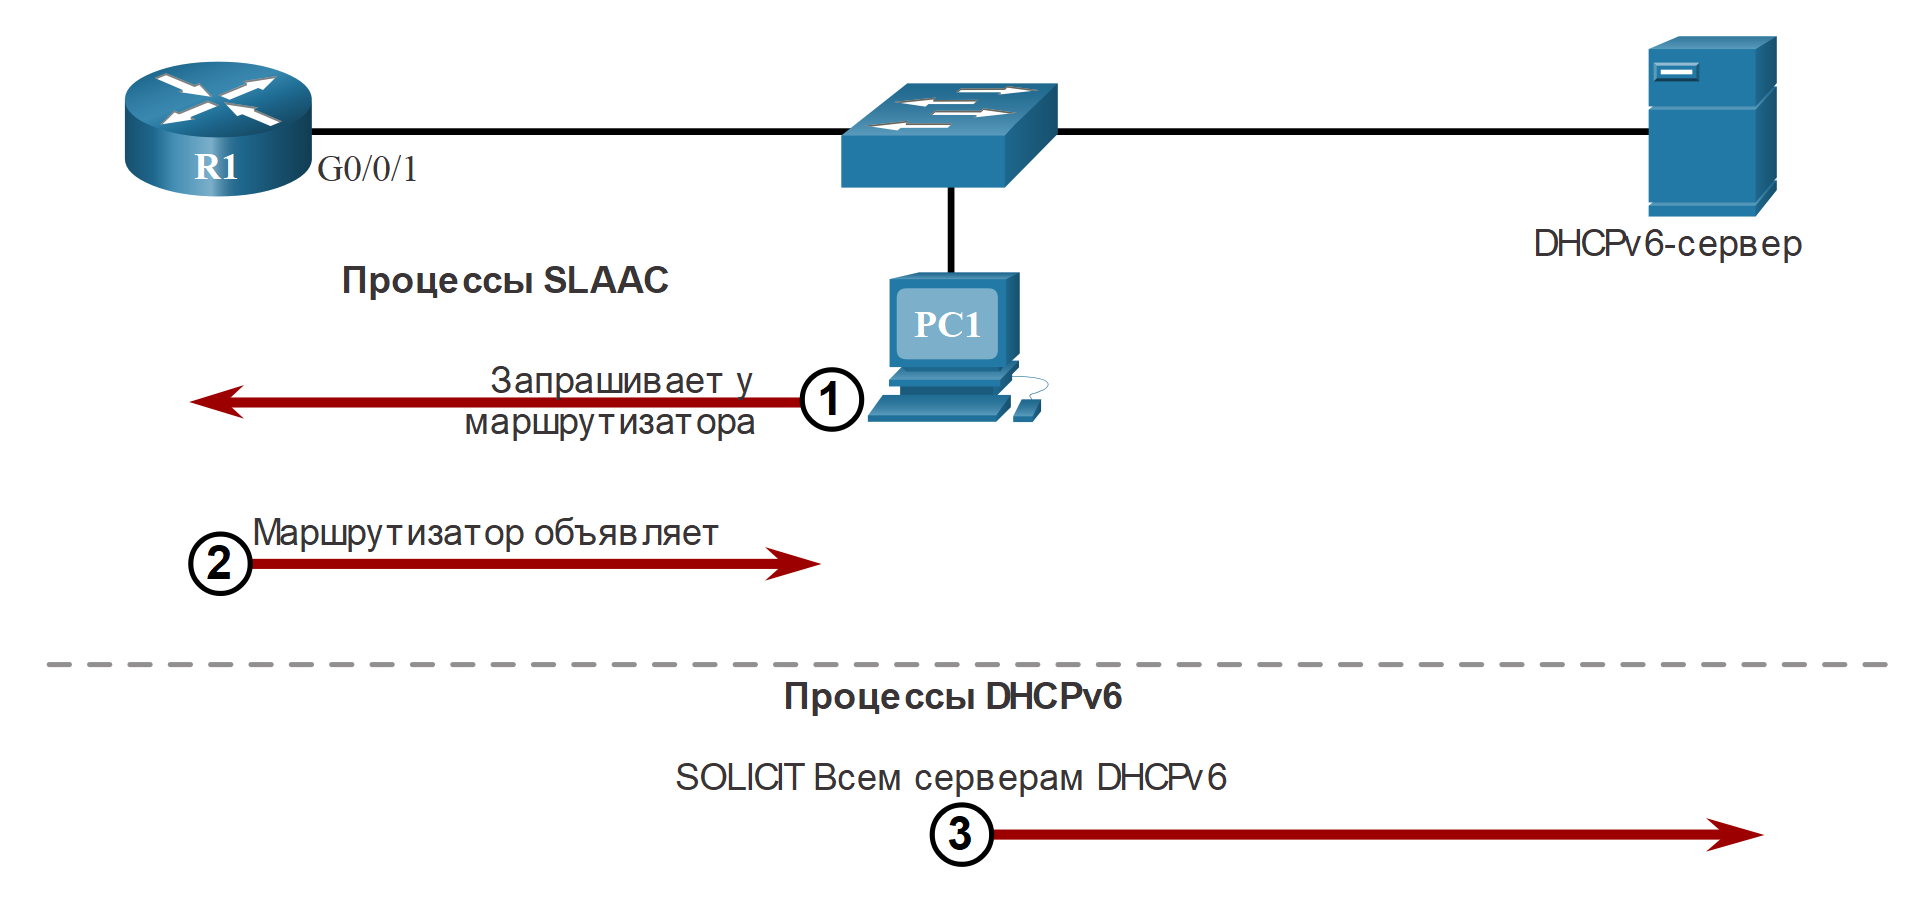 R1
G0/0/1
DHCPv6-сервер
Процессы SLAAC
PC1
Запрашивает у
маршрутизатора
1
Маршрутизатор объявляет
2
Процессы DHCPv6
SOLICIT Всем серверам DHCPv6
3